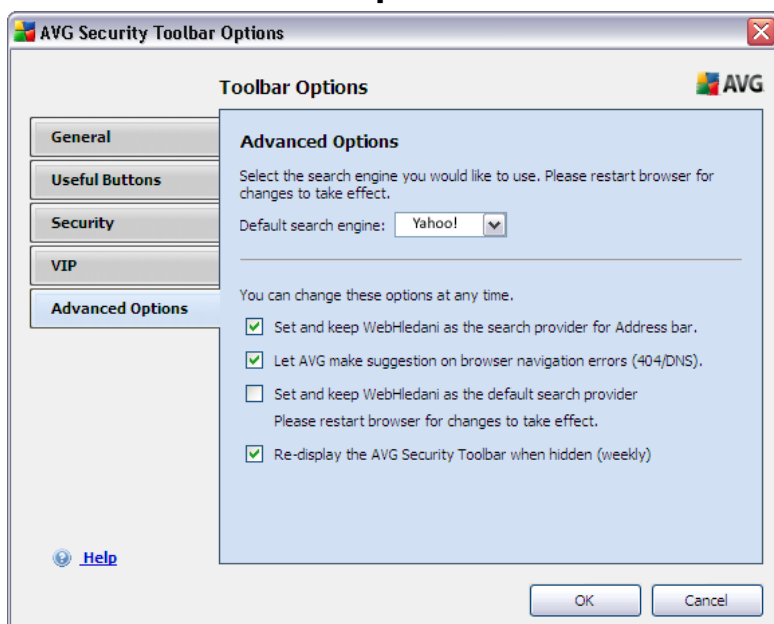 AVG Security Toolbar Options
Toolbar Options
AVG
General
Useful Buttons
Security
VIP
Advanced Options
Help
Advanced Options
Select the search engine you would like to use. Please restart browser for
changes to take effect.
Default search engine: Yahoo!
You can change these options at any time.
Set and keep WebHledani as the search provider for Address bar.
Let AVG make suggestion on browser navigation errors (404/DNS).
Set and keep WebHledani as the default search provider
Please restart browser for changes to take effect.
Re-display the AVG Security Toolbar when hidden (weekly)
OK
Cancel